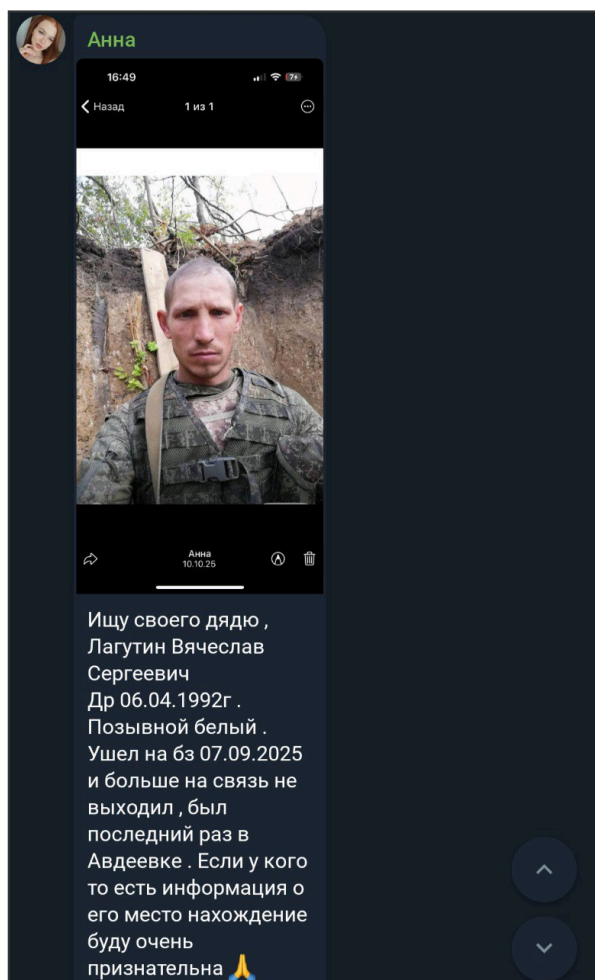 Анна
16:49
Назад
1 из 1
Анна
10.10.25
Ищу своего дядю ,
Лагутин Вячеслав
Сергеевич
Др 06.04.1992г .
Позывной белый .
Ушел на бз 07.09.2025
и больше на связь не
выходил , был
последний раз в
Авдеевке . Если у кого
то есть информация о
его место нахождение
буду очень
признательна 🙏